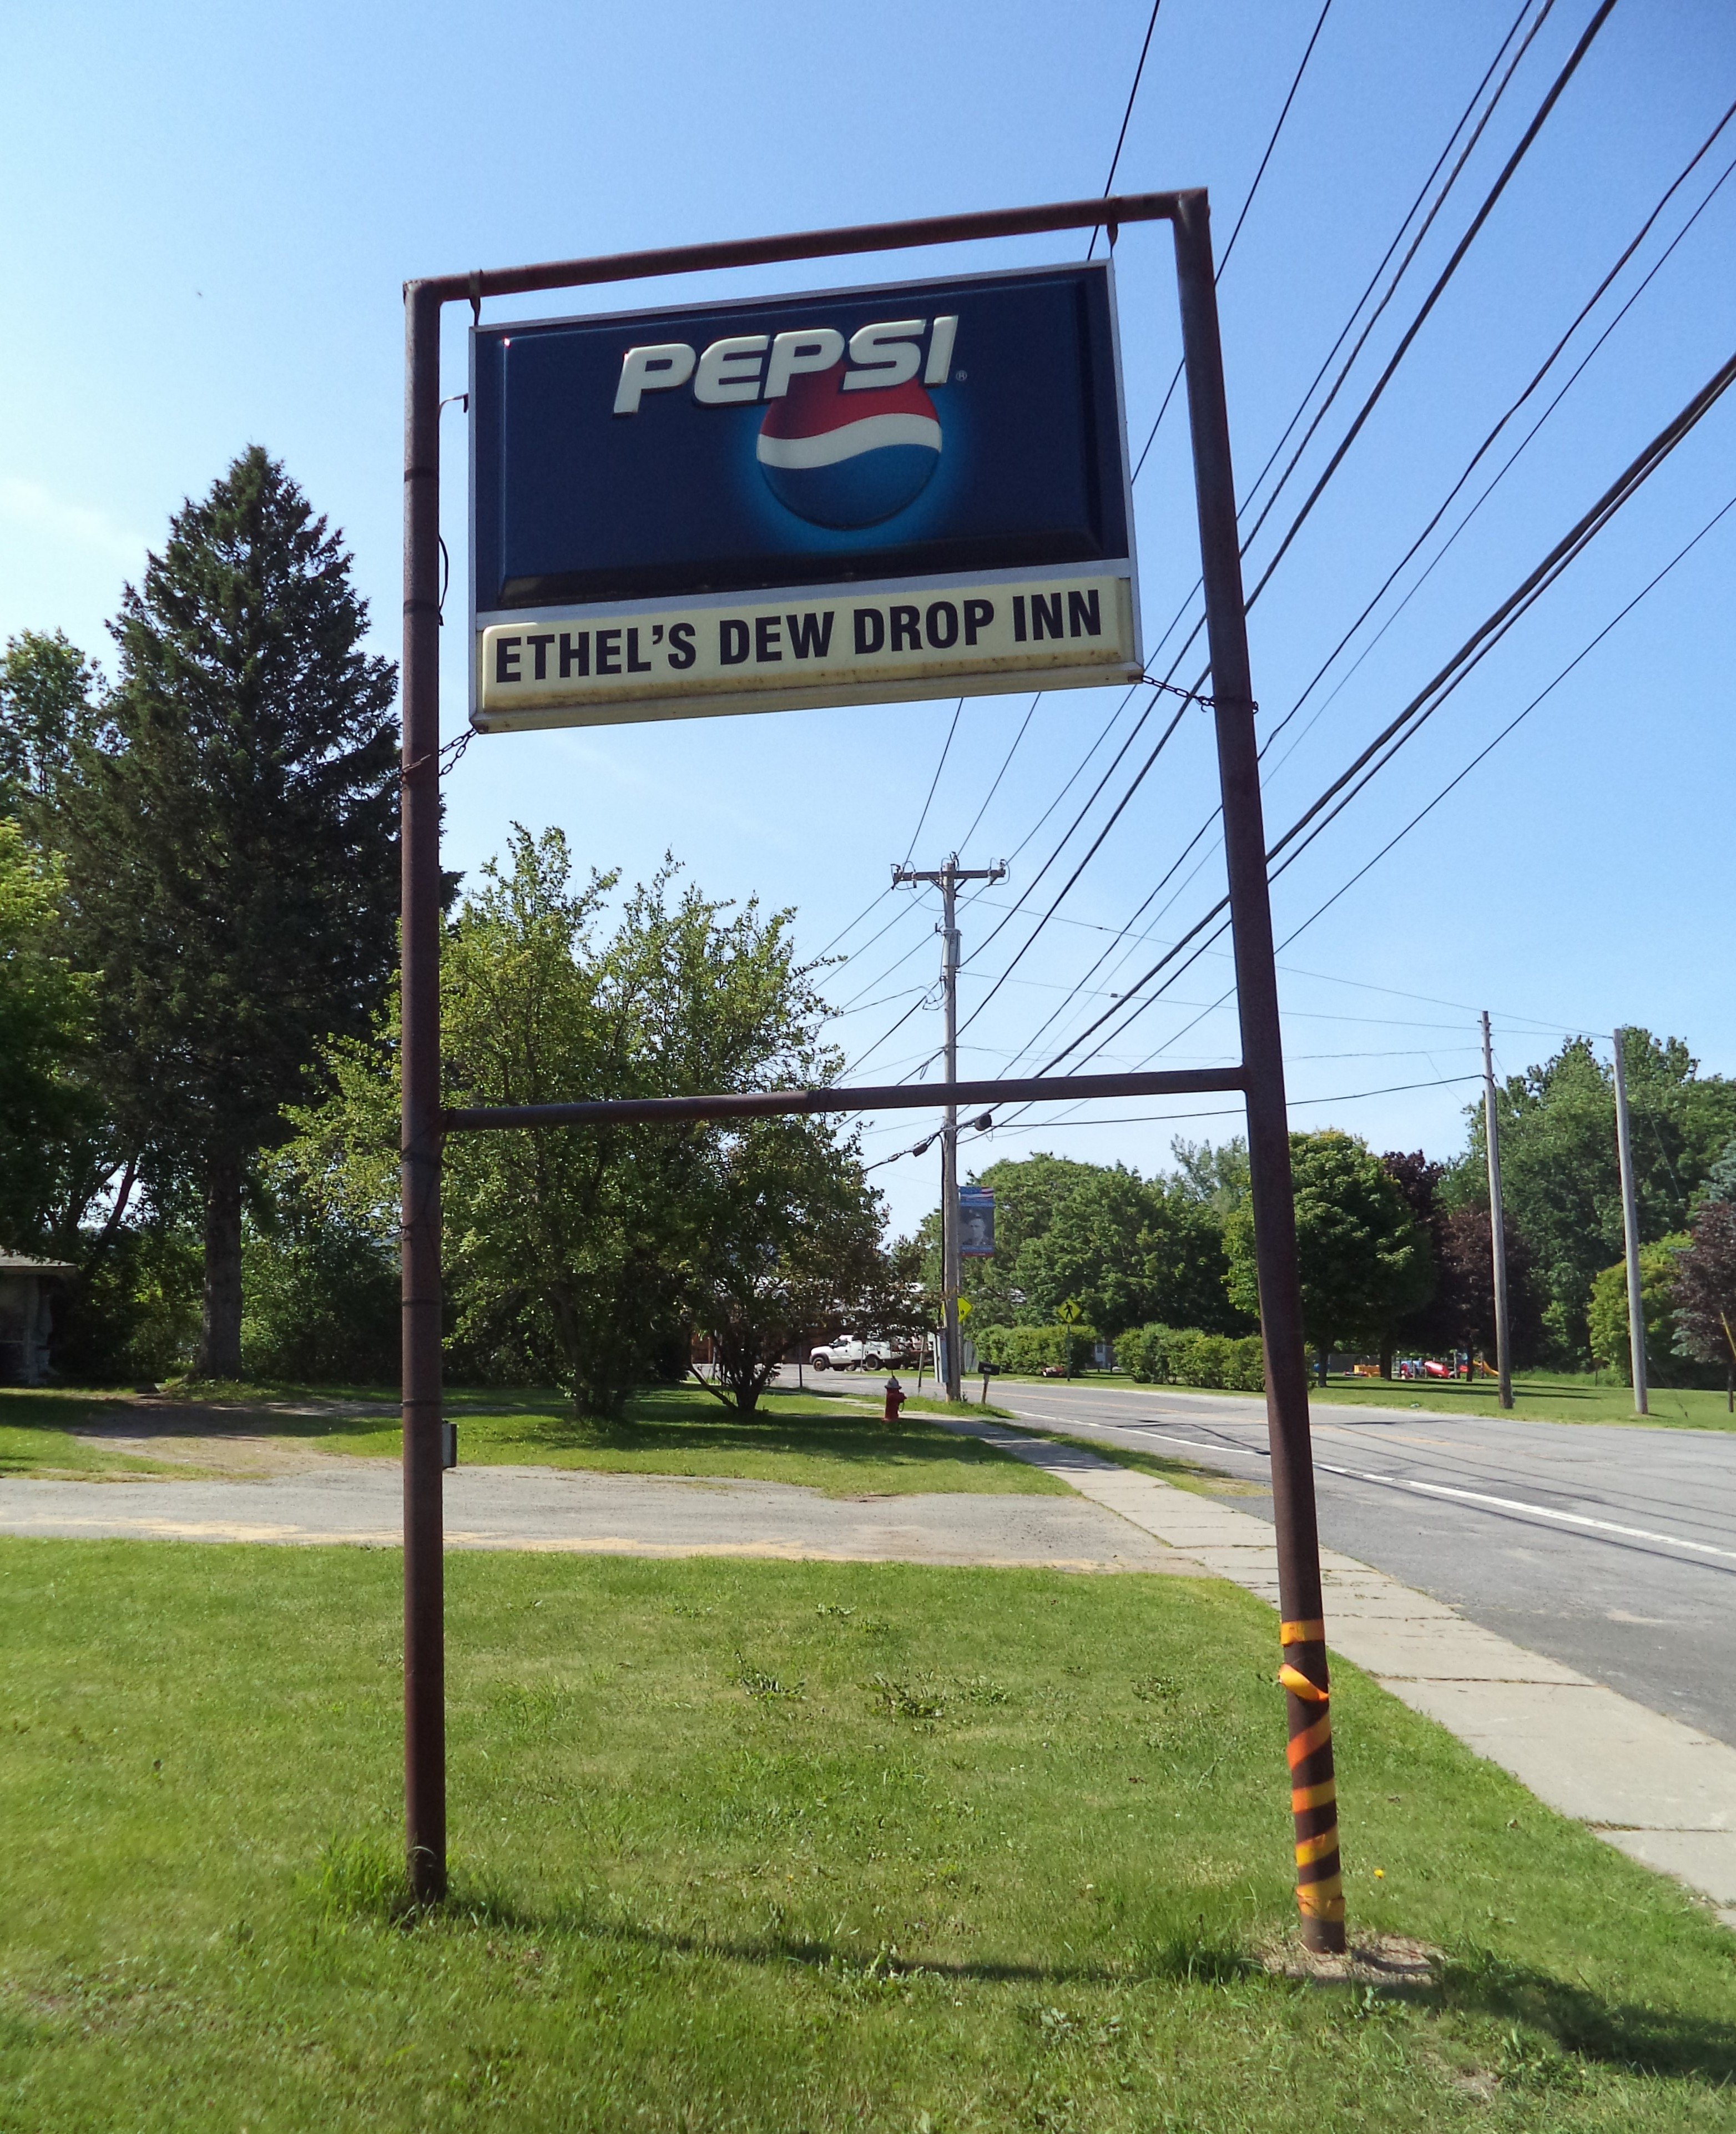 PEPSI®
ETHEL'S DEW DROP INN